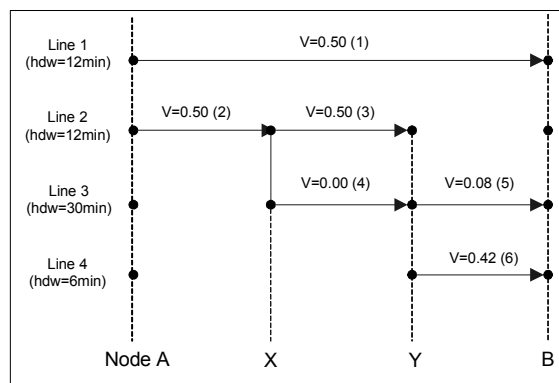 Line 1
(hdw=12min)
V=0.50 (1)
Line 2
(hdw=12min)
V=0.50 (2)
V=0.50 (3)
Line 3
(hdw=30min)
V=0.00 (4)
V=0.08 (5)
Line 4
(hdw=6min)
V=0.42 (6)
Node A
X
Y
B